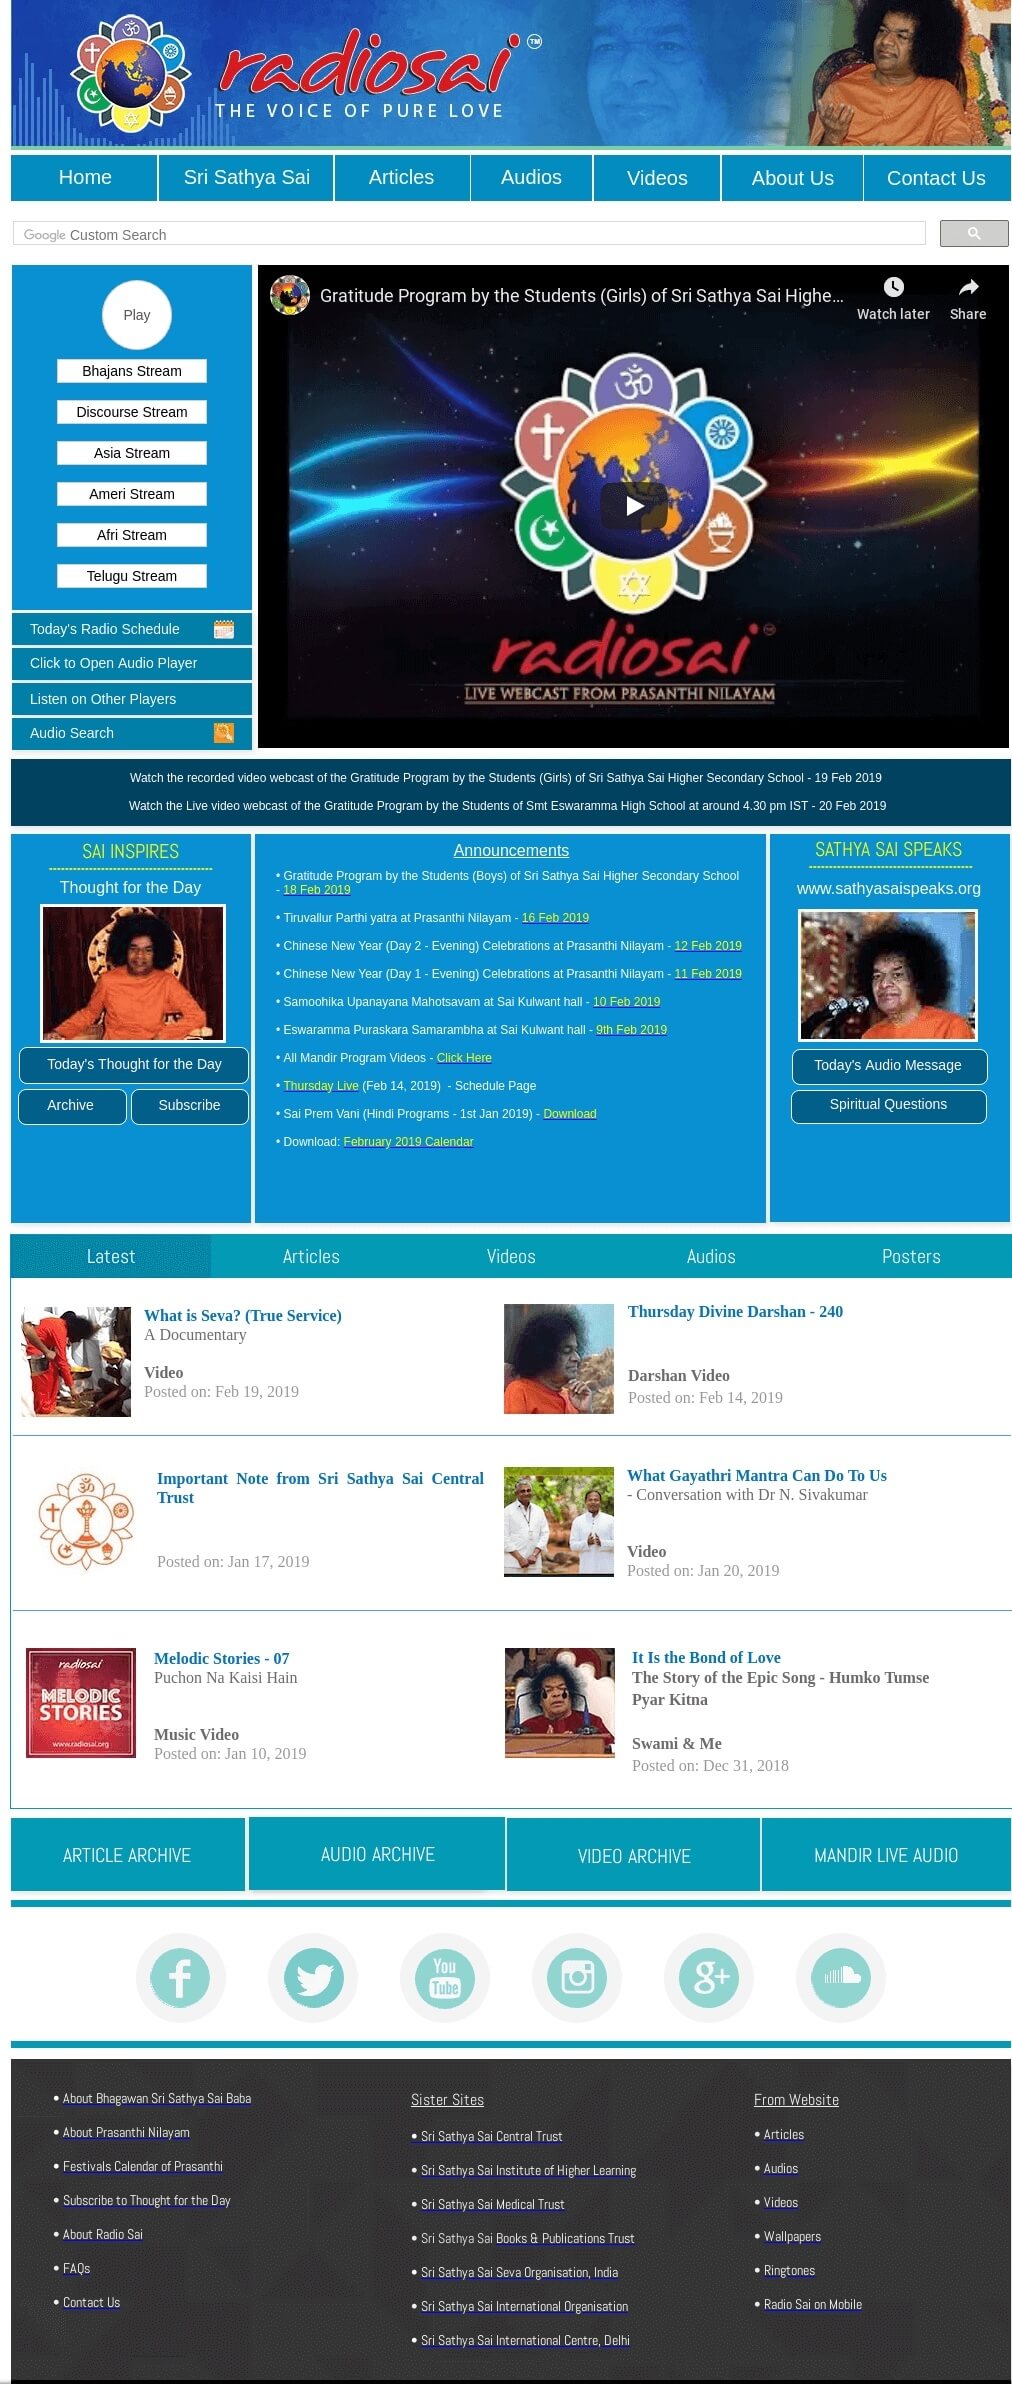 radiosai TM
THE VOICE OF PURE LOVE
Home
Sri Sathya Sai
Articles
Audios
Videos
About Us
Contact Us
Google Custom Search
Play
Bhajans Stream
Discourse Stream
Asia Stream
Ameri Stream
Afri Stream
Telugu Stream
Today's Radio Schedule
Click to Open Audio Player
Listen on Other Players
Audio Search
Gratitude Program by the Students (Girls) of Sri Sathya Sai Highe...
Watch later
Share
radiosai
LIVE WEBCAST FROM PRASANTHI NILAYAM
Watch the recorded video webcast of the Gratitude Program by the Students (Girls) of Sri Sathya Sai Higher Secondary School - 19 Feb 2019
Watch the Live video webcast of the Gratitude Program by the Students of Smt Eswaramma High School at around 4.30 pm IST - 20 Feb 2019
SAI INSPIRES
Thought for the Day
Today's Thought for the Day
Archive
Subscribe
Announcements
• Gratitude Program by the Students (Boys) of Sri Sathya Sai Higher Secondary School
- 18 Feb 2019
• Tiruvallur Parthi yatra at Prasanthi Nilayam - 16 Feb 2019
• Chinese New Year (Day 2 - Evening) Celebrations at Prasanthi Nilayam - 12 Feb 2019
• Chinese New Year (Day 1 - Evening) Celebrations at Prasanthi Nilayam - 11 Feb 2019
• Samoohika Upanayana Mahotsavam at Sai Kulwant hall - 10 Feb 2019
• Eswaramma Puraskara Samarambha at Sai Kulwant hall - 9th Feb 2019
• All Mandir Program Videos - Click Here
• Thursday Live (Feb 14, 2019) - Schedule Page
• Sai Prem Vani (Hindi Programs - 1st Jan 2019) - Download
• Download: February 2019 Calendar
SATHYA SAI SPEAKS
www.sathyasaispeaks.org
Today's Audio Message
Spiritual Questions
Latest
Articles
Videos
Audios
Posters
What is Seva? (True Service)
A Documentary
Video
Posted on: Feb 19, 2019
Thursday Divine Darshan - 240
Darshan Video
Posted on: Feb 14, 2019
Important Note from Sri Sathya Sai Central
Trust
Posted on: Jan 17, 2019
What Gayathri Mantra Can Do To Us
- Conversation with Dr N. Sivakumar
Video
Posted on: Jan 20, 2019
radiosai
MELODIC
STORIES
www.radiosai.org
Melodic Stories - 07
Puchon Na Kaisi Hain
Music Video
Posted on: Jan 10, 2019
It Is the Bond of Love
The Story of the Epic Song - Humko Tumse
Pyar Kitna
Swami & Me
Posted on: Dec 31, 2018
ARTICLE ARCHIVE
AUDIO ARCHIVE
VIDEO ARCHIVE
MANDIR LIVE AUDIO
f
You
Tube
g+
• About Bhagawan Sri Sathya Sai Baba
• About Prasanthi Nilayam
• Festivals Calendar of Prasanthi
• Subscribe to Thought for the Day
• About Radio Sai
• FAQs
• Contact Us
Sister Sites
• Sri Sathya Sai Central Trust
• Sri Sathya Sai Institute of Higher Learning
• Sri Sathya Sai Medical Trust
• Sri Sathya Sai Books & Publications Trust
• Sri Sathya Sai Seva Organisation, India
• Sri Sathya Sai International Organisation
• Sri Sathya Sai International Centre, Delhi
From Website
• Articles
• Audios
• Videos
• Wallpapers
• Ringtones
• Radio Sai on Mobile